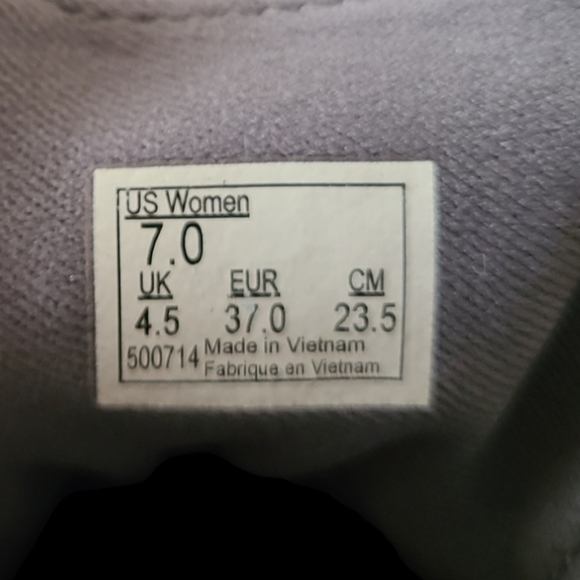 US Women
7.0
UK EUR CM
4.5 37.0 23.5
500714 Made in Vietnam
Fabrique en Vietnam